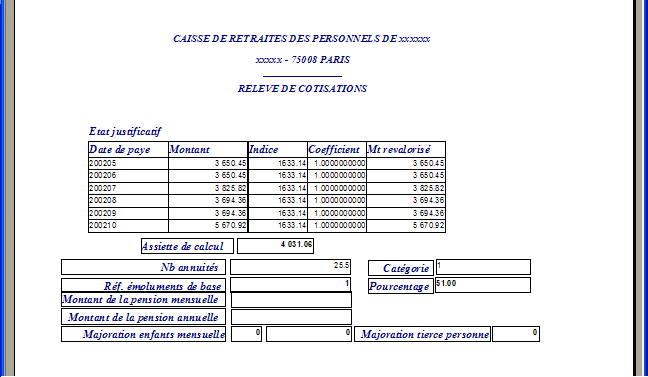 CAISSE DE RETRAITES DES PERSONNELS DE xxxxxx
xxxxx - 75008 PARIS
RELEVE DE COTISATIONS
Etat justificatif
Date de paye Montant Indice Coefficient Mt revalorisé
200205 3 650.45 1633.14 1.0000000000 3 650.45
200206 3 650.45 1633.14 1.0000000000 3 650.45
200207 3 825.82 1633.14 1.0000000000 3 825.82
200208 3 694.36 1633.14 1.0000000000 3 694.36
200209 3 694.36 1633.14 1.0000000000 3 694.36
200210 5 670.92 1633.14 1.0000000000 5 670.92
Assiette de calcul 4 031.06
Nb annuités 25.5 Catégorie 1
Réf. émoluments de base 1 Pourcentage 51.00
Montant de la pension mensuelle
Montant de la pension annuelle
Majoration enfants mensuelle 0 0 Majoration tierce personne 0